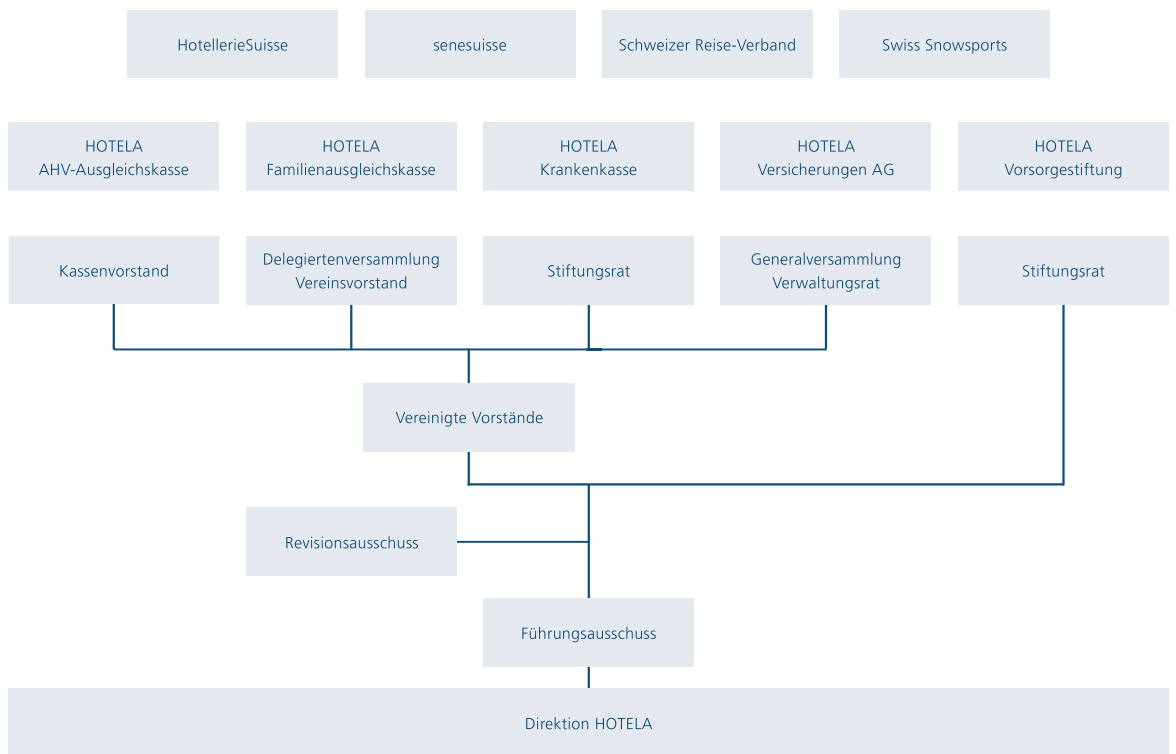 HotellerieSuisse
senesuisse
Schweizer Reise-Verband
Swiss Snowsports
HOTELA
AHV-Ausgleichskasse
HOTELA
Familienausgleichskasse
HOTELA
Krankenkasse
HOTELA
Versicherungen AG
HOTELA
Vorsorgestiftung
Kassenvorstand
Delegiertenversammlung
Vereinsvorstand
Stiftungsrat
Generalversammlung
Verwaltungsrat
Stiftungsrat
Vereinigte Vorstände
Revisionsausschuss
Führungsausschuss
Direktion HOTELA